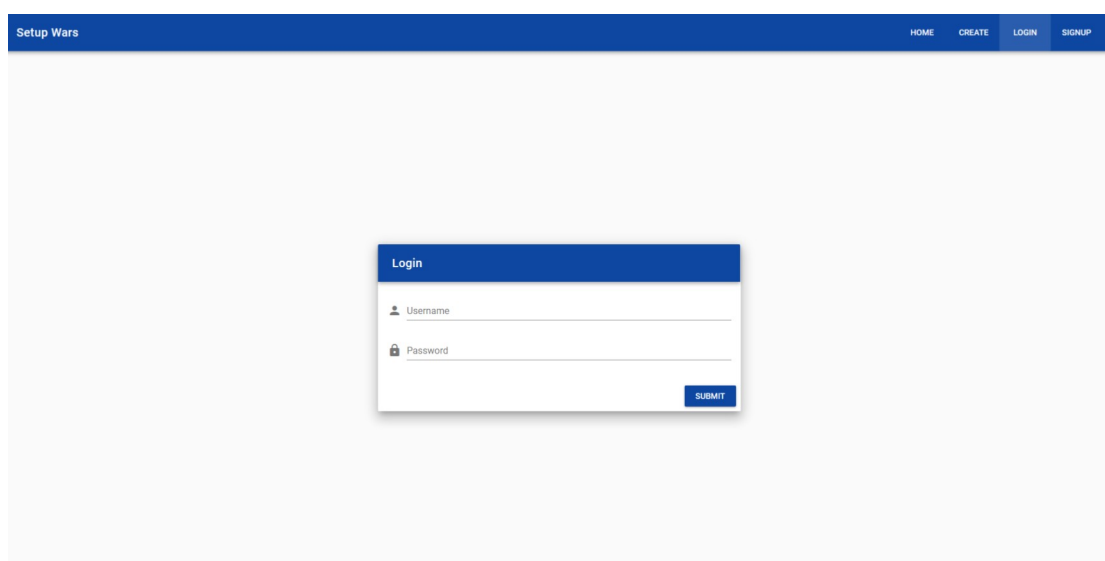 Setup Wars
HOME CREATE LOGIN SIGNUP
Login
Username
Password
SUBMIT